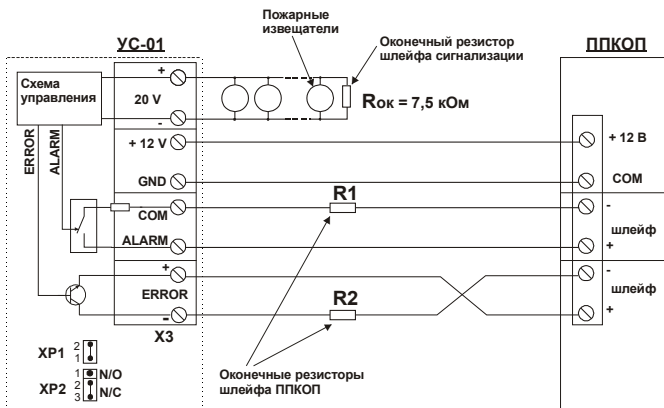 УС-01
Пожарные
извещатели
Оконечный резистор
шлейфа сигнализации
ППКОП
Схема
управления
+
20 V
-
Rок = 7,5 кОм
ERROR
ALARM
+ 12 V
+ 12 В
GND
COM
R1
COM
-
шлейф
ALARM
+
+
-
ERROR
шлейф
R2
-
+
X3
XP1
2
1
Оконечные резисторы
шлейфа ППКОП
XP2
1
N/O
2
N/C
3